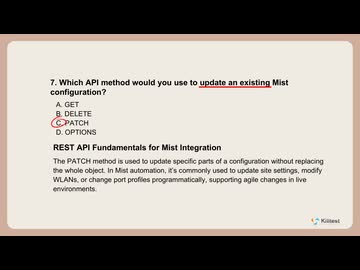 7. Which API method would you use to update an existing Mist
configuration?
A. GET
B. DELETE
C. PATCH
D. OPTIONS
REST API Fundamentals for Mist Integration
The PATCH method is used to update specific parts of a configuration without replacing
the whole object. In Mist automation, it's commonly used to update site settings, modify
WLANs, or change port profiles programmatically, supporting agile changes in live
environments.
Killtest